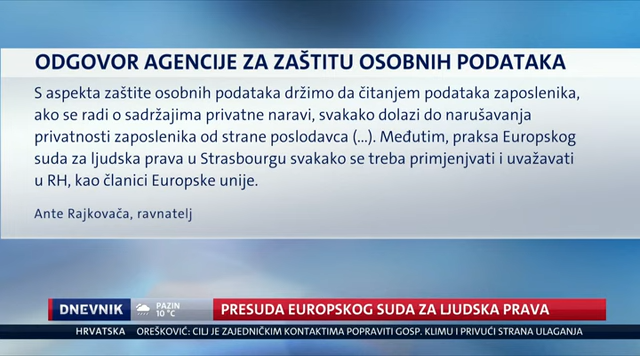 ODGOVOR AGENCIJE ZA ZAŠTITU OSOBNIH PODATAKA
S aspekta zaštite osobnih podataka držimo da čitanjem podataka zaposlenika,
ako se radi o sadržajima privatne naravi, svakako dolazi do narušavanja
privatnosti zaposlenika od strane poslodavca (...). Međutim, praksa Europskog
suda za ljudska prava u Strasbourgu svakako se treba primjenjvati i uvažavati
u RH, kao članici Europske unije.
Ante Rajkovača, ravnatelj
DNEVNIK
PAZIN
10 °C
PRESUDA EUROPSKOG SUDA ZA LJUDSKA PRAVA
HRVATSKA OREŠKOVIĆ: CILJ JE ZAJEDNIČKIM KONTAKTIMA POPRAVITI GOSP. KLIMU I PRIVUĆI STRANA ULAGANJA